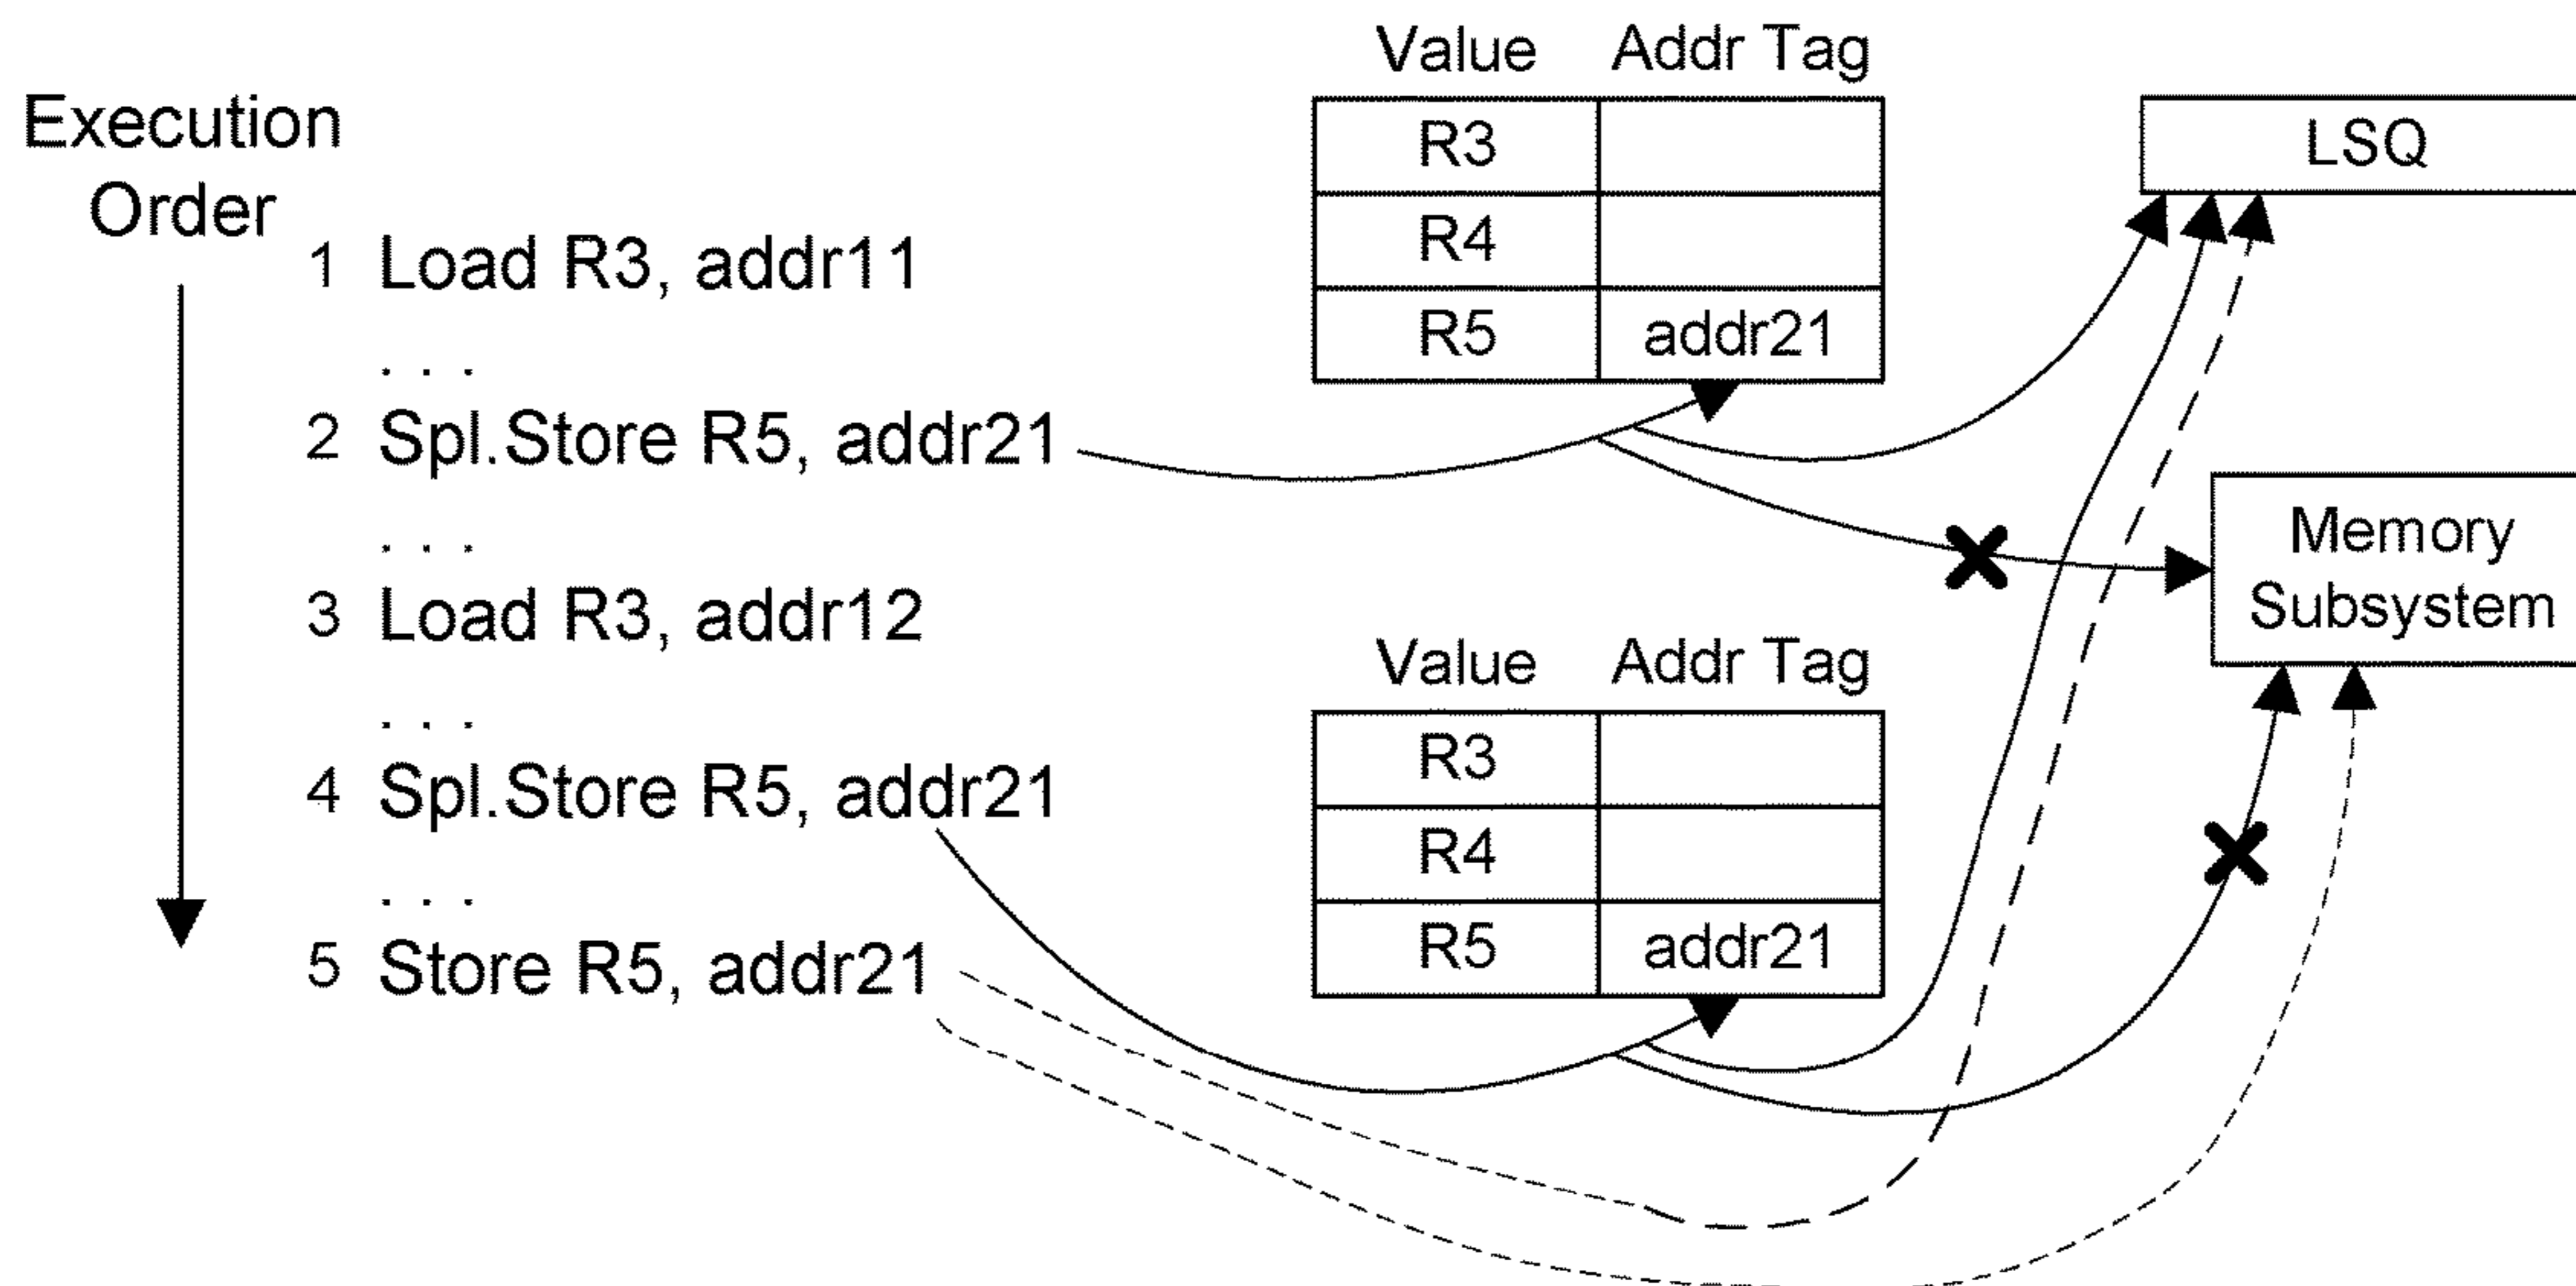 Execution
Order
1 Load R3, addr11
. . .
2 Spl.Store R5, addr21
. . .
3 Load R3, addr12
. . .
4 Spl.Store R5, addr21
. . .
5 Store R5, addr21
Value Addr Tag
R3
R4
R5 addr21
Value Addr Tag
R3
R4
R5 addr21
LSQ
Memory
Subsystem